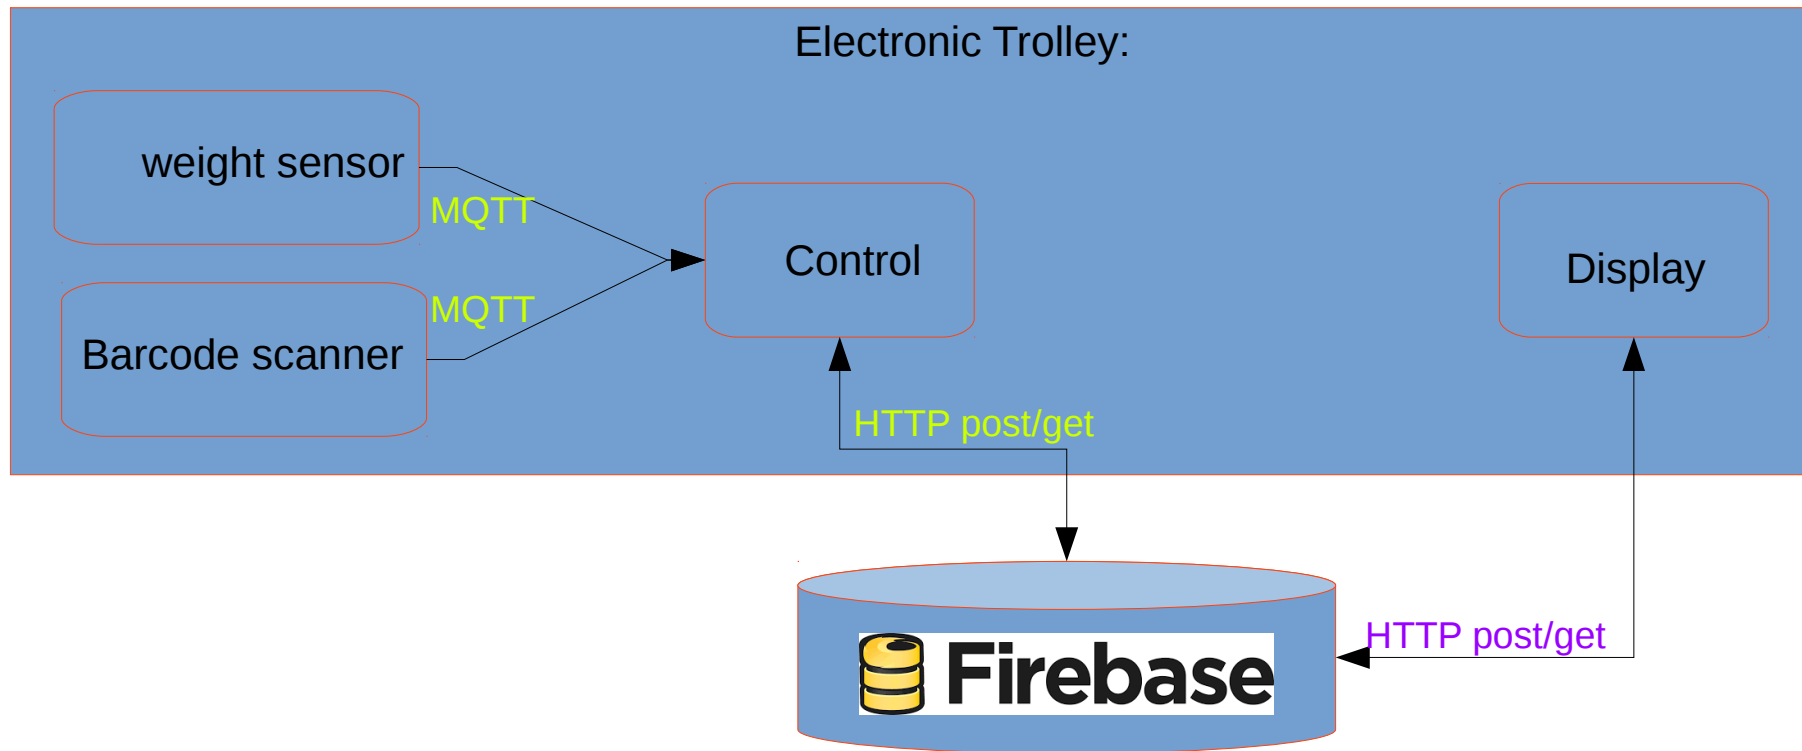 Electronic Trolley:
weight sensor
MQTT
MQTT
Barcode scanner
Control
Display
HTTP post/get
HTTP post/get
Firebase